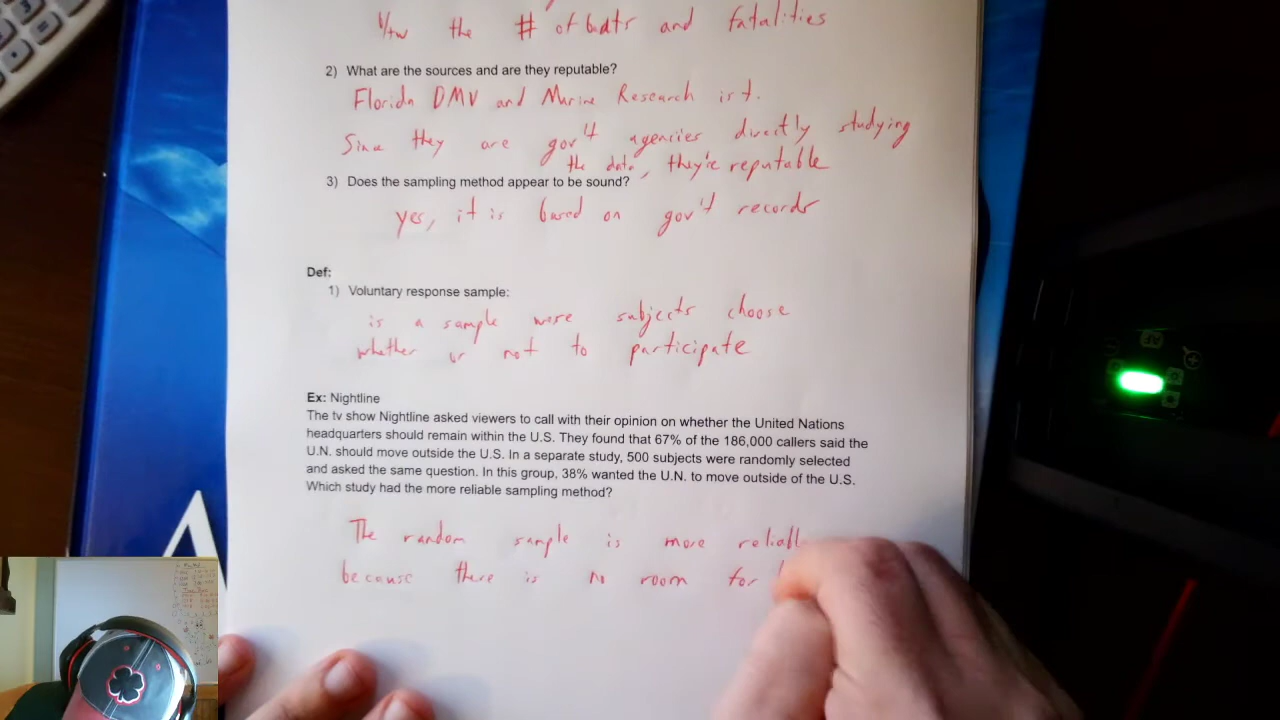 b/tw the # of boats and fatalities
2) What are the sources and are they reputable?
Florida DMV and Marine Research ist.
Since they are gov't agencies directly studying
the data, they're reputable
3) Does the sampling method appear to be sound?
yes, it is based on gov't records
Def:
1) Voluntary response sample:
is a sample were subjects choose
whether or not to participate
Ex: Nightline
The tv show Nightline asked viewers to call with their opinion on whether the United Nations
headquarters should remain within the U.S. They found that 67% of the 186,000 callers said the
U.N. should move outside the U.S. In a separate study, 500 subjects were randomly selected
and asked the same question. In this group, 38% wanted the U.N. to move outside of the U.S.
Which study had the more reliable sampling method?
The random sample is more reliabl
because there is no room for